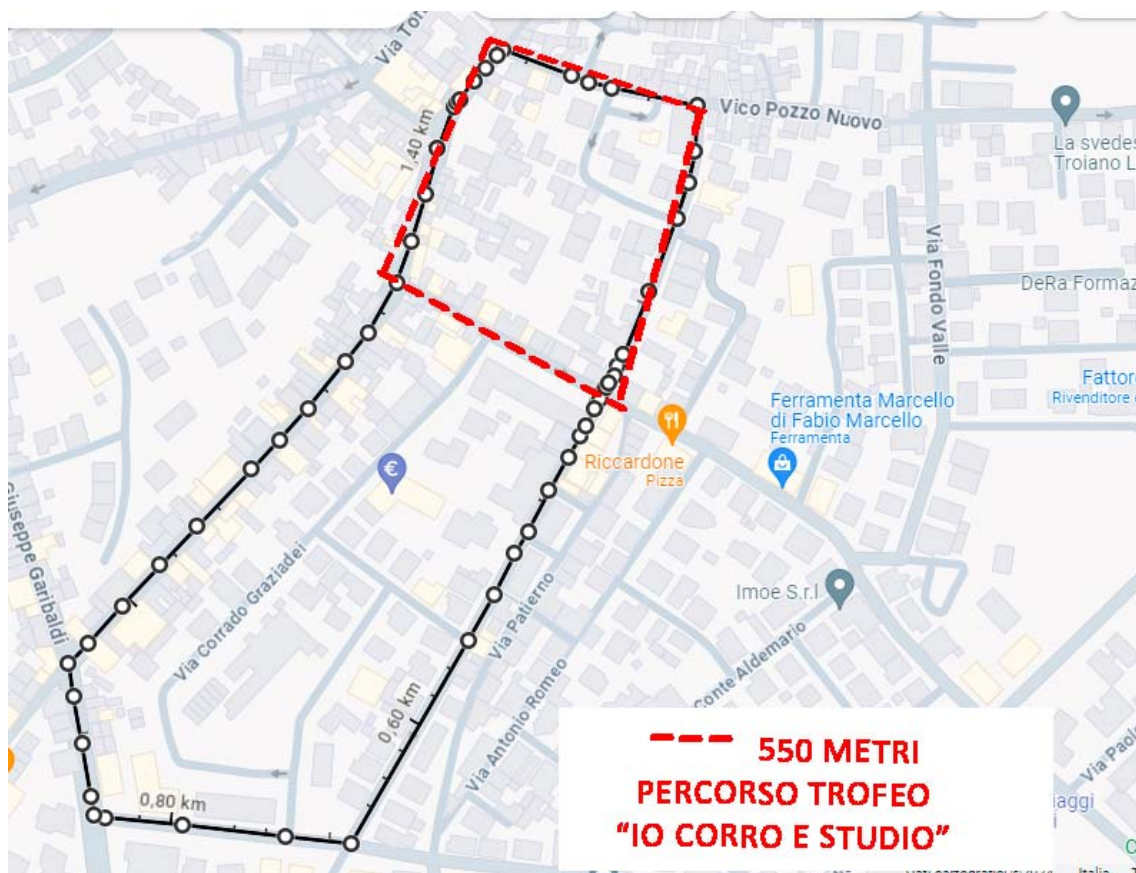 Via Tor
Vico Pozzo Nuovo
La svedes
Troiano L
1,40 km
Via Fondo Valle
DeRa Formaz
Fattor
Rivenditore
Ferramenta Marcello
di Fabio Marcello
Ferramenta
€
Riccardone
Pizza
Giuseppe Garibaldi
Via Corrado Graziadei
Via Patierno
Imoe S.r.l
Conte Aldemario
Via Antonio Romeo
0,60 km
Via Paol
0,80 km
550 METRI
PERCORSO TROFEO
"IO CORRO E STUDIO"
iaggi
Italia